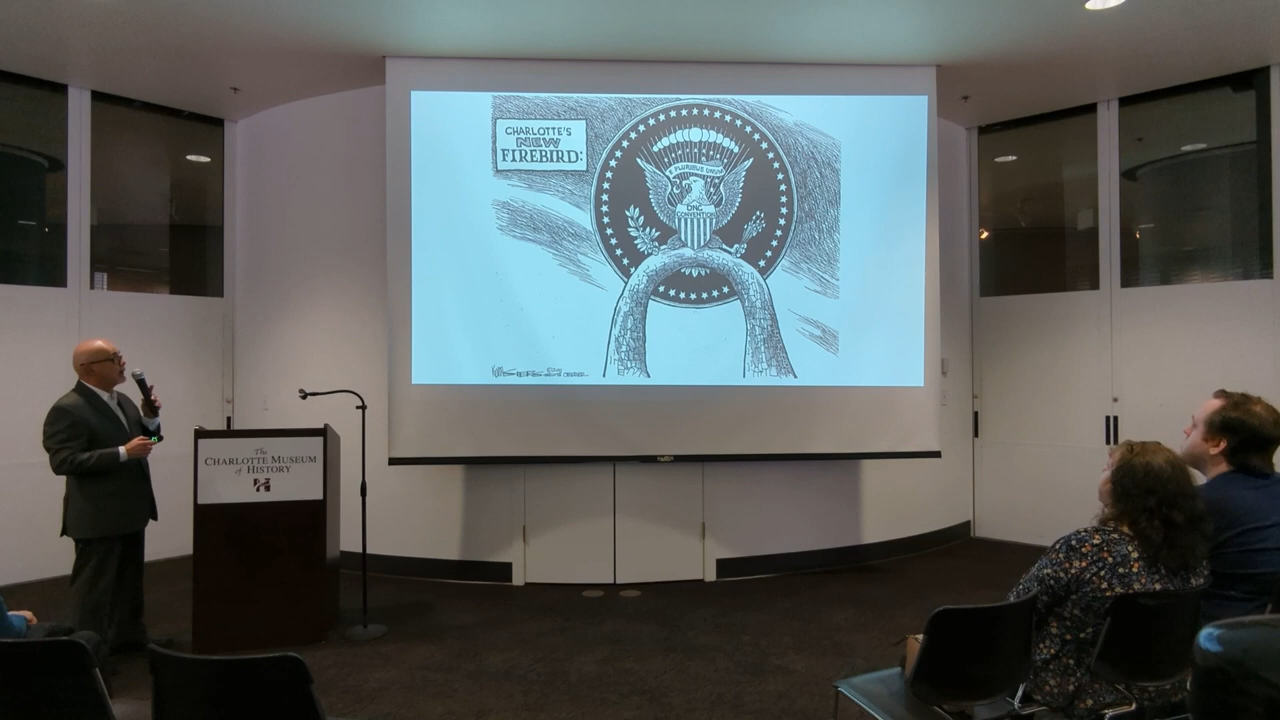 CHARLOTTE'S
NEW
FIREBIRD:
E PLURIBUS UNUM
DNC
CONVENTION
The
CHARLOTTE MUSEUM
of HISTORY